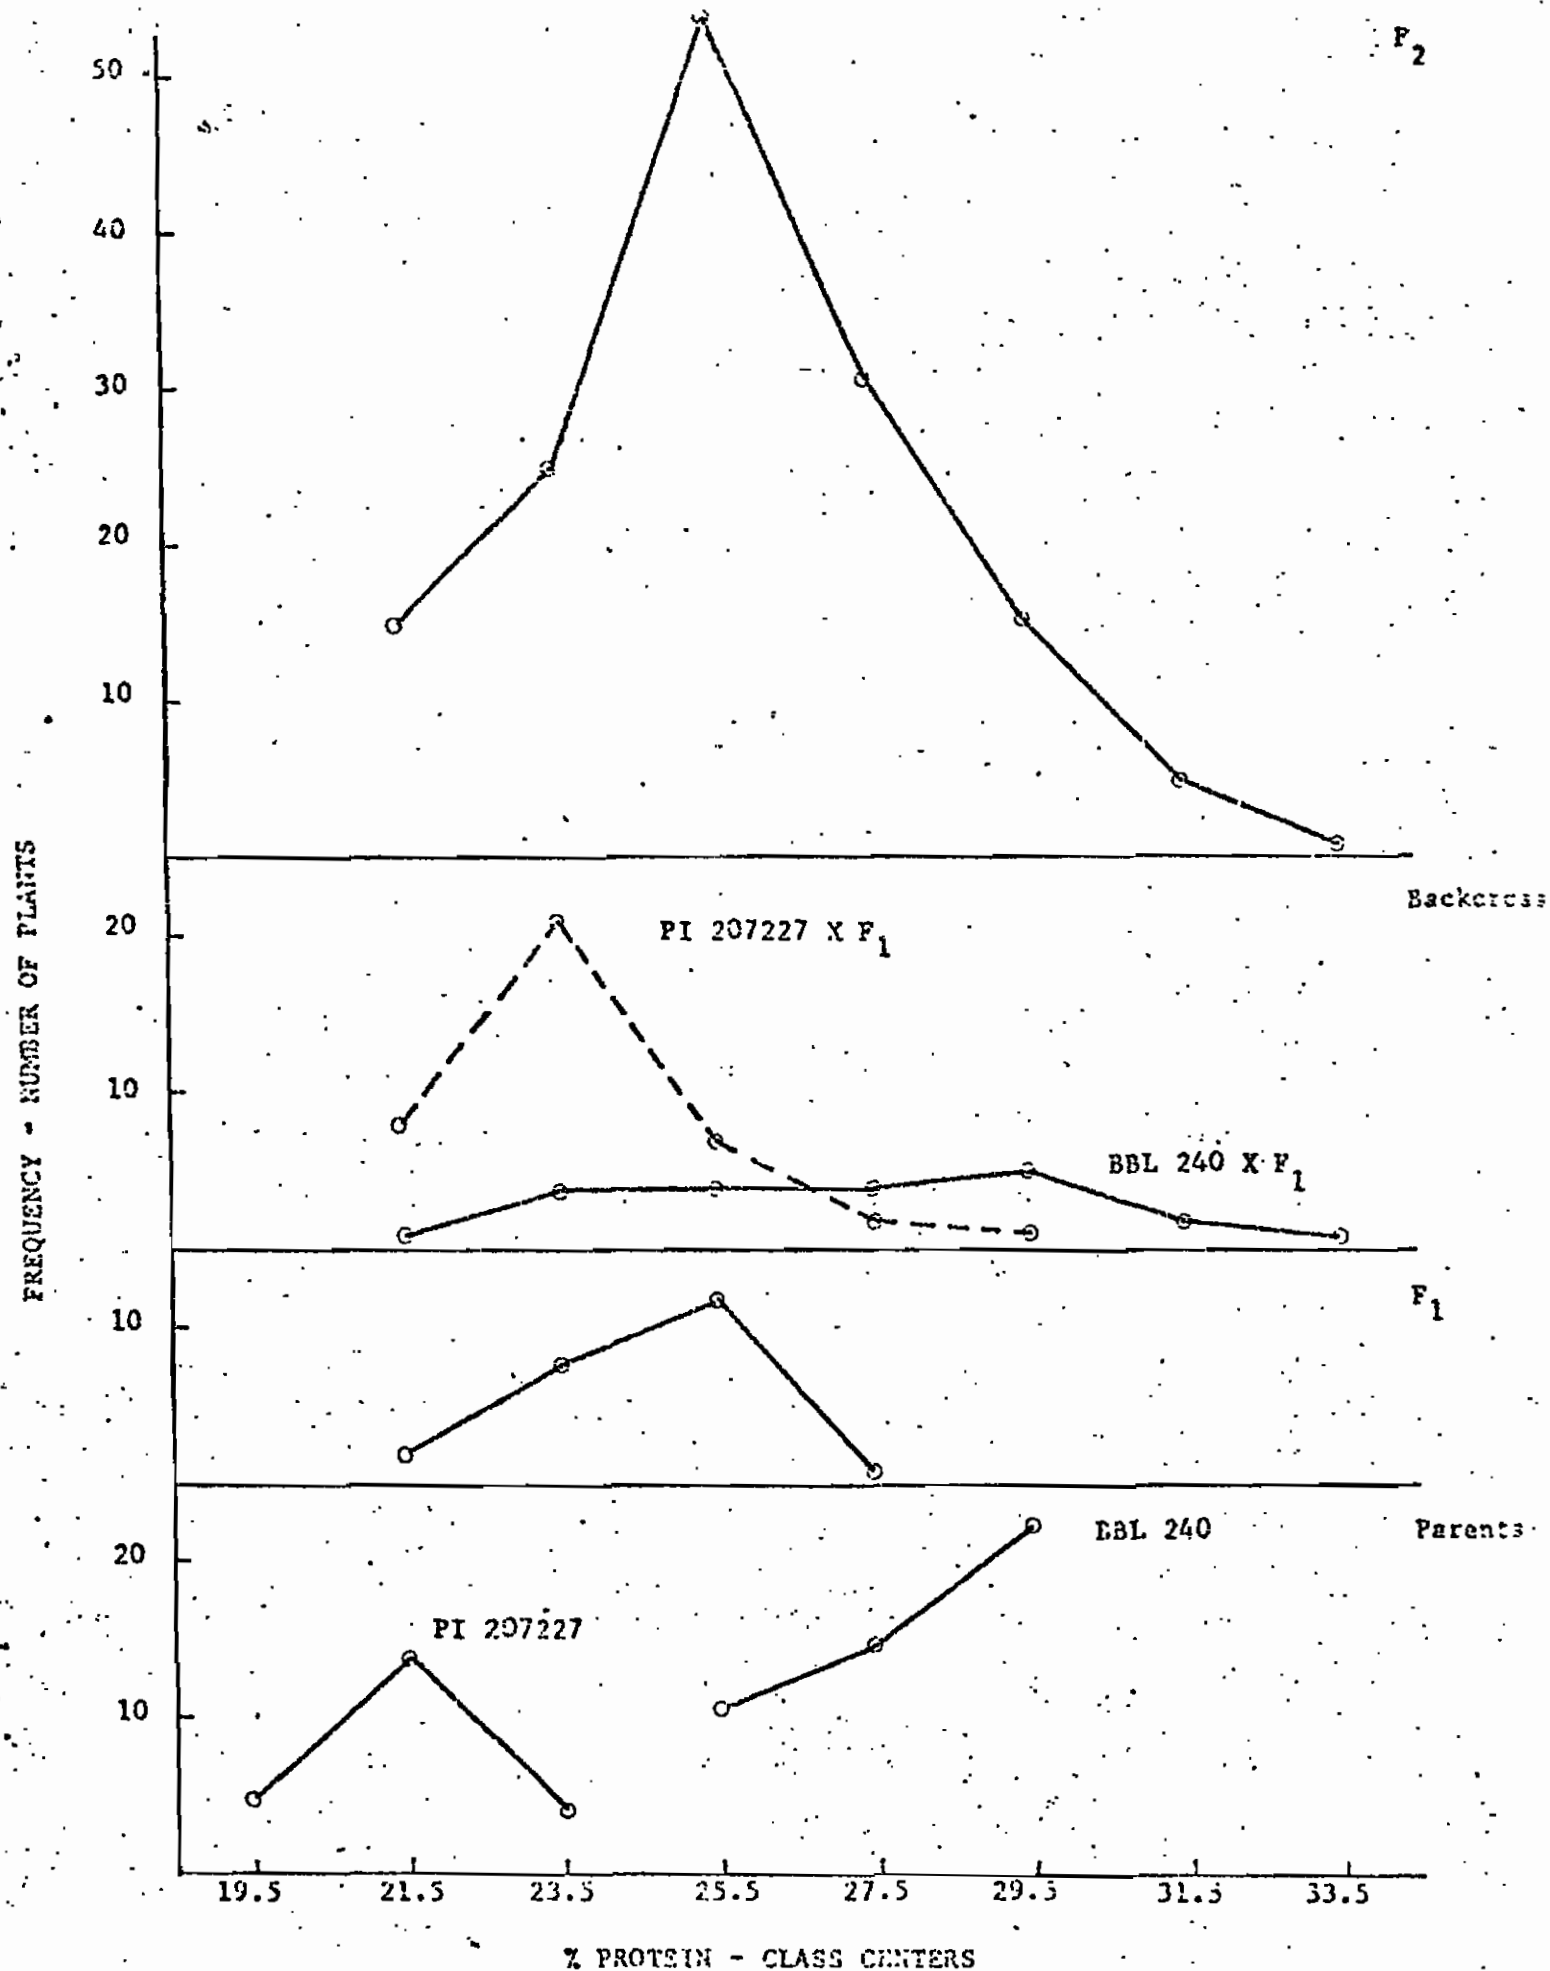 F2
50
40
30
20
10
Backcross
20
PI 207227 X F1
10
BBL 240 X F1
F1
10
BBL 240
Parents
20
PI 207227
10
19.5 21.5 23.5 25.5 27.5 29.5 31.5 33.5
% PROTEIN - CLASS CENTERS
FREQUENCY - NUMBER OF PLANTS